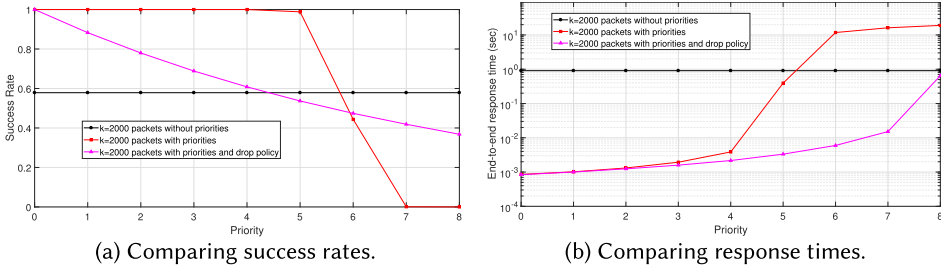 1
0.8
0.6
0.4
0.2
0
Success Rate
k=2000 packets without priorities
k=2000 packets with priorities
k=2000 packets with priorities and drop policy
0 1 2 3 4 5 6 7 8
Priority
(a) Comparing success rates.
10^1
10^0
10^-1
10^-2
10^-3
10^-4
End-to-end response time (sec)
k=2000 packets without priorities
k=2000 packets with priorities
k=2000 packets with priorities and drop policy
0 1 2 3 4 5 6 7 8
Priority
(b) Comparing response times.